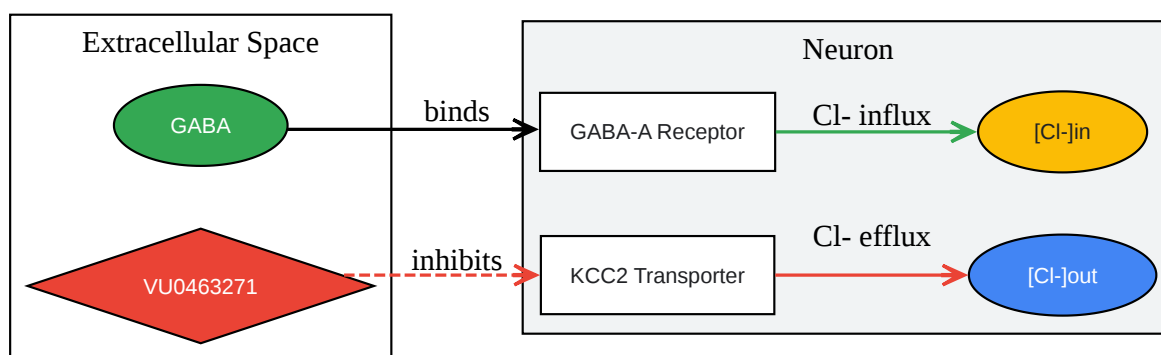 Extracellular Space
Neuron
GABA
binds
GABA-A Receptor
Cl- influx
[Cl-]in
VU0463271
inhibits
KCC2 Transporter
Cl- efflux
[Cl-]out